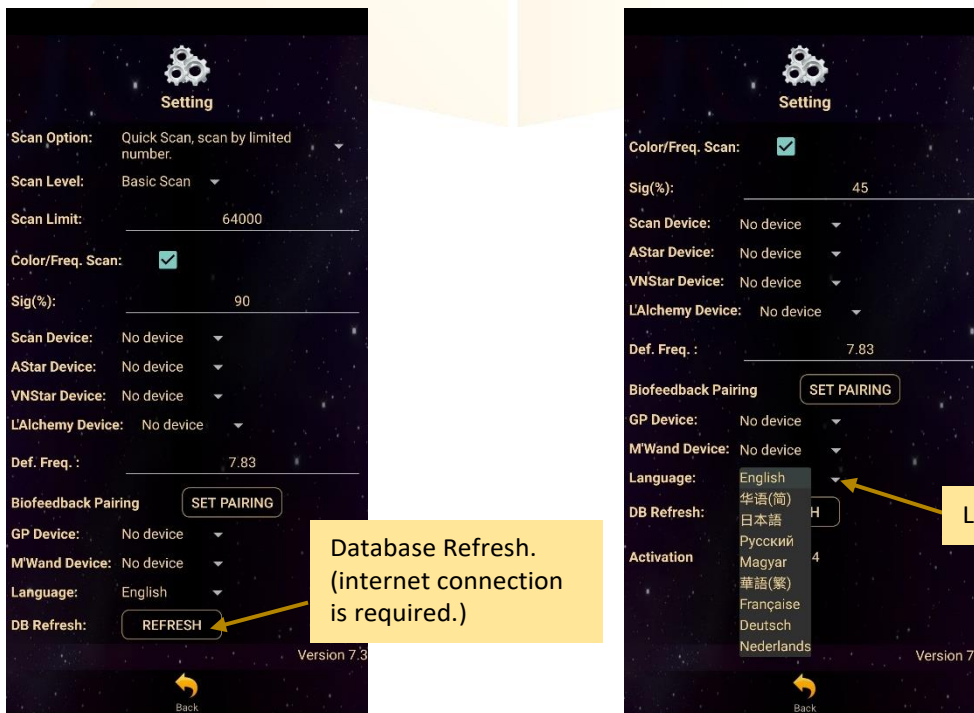 Setting
Scan Option: Quick Scan, scan by limited
number.
Scan Level: Basic Scan
Scan Limit: 64000
Color/Freq. Scan:
Sig(%): 90
Scan Device: No device
AStar Device: No device
VNStar Device: No device
L'Alchemy Device: No device
Def. Freq. : 7.83
Biofeedback Pairing SET PAIRING
GP Device: No device
M'Wand Device: No device
Language: English
DB Refresh: REFRESH
Version 7.3
Back
Database Refresh.
(internet connection
is required.)
Setting
Color/Freq. Scan:
Sig(%): 45
Scan Device: No device
AStar Device: No device
VNStar Device: No device
L'Alchemy Device: No device
Def. Freq. : 7.83
Biofeedback Pairing SET PAIRING
GP Device: No device
M'Wand Device: No device
Language: English
华语(简)
DB Refresh: H
日本語
Русский
Activation 4
Magyar
華語(繁)
Française
Deutsch
Nederlands
Version 7
Back
L